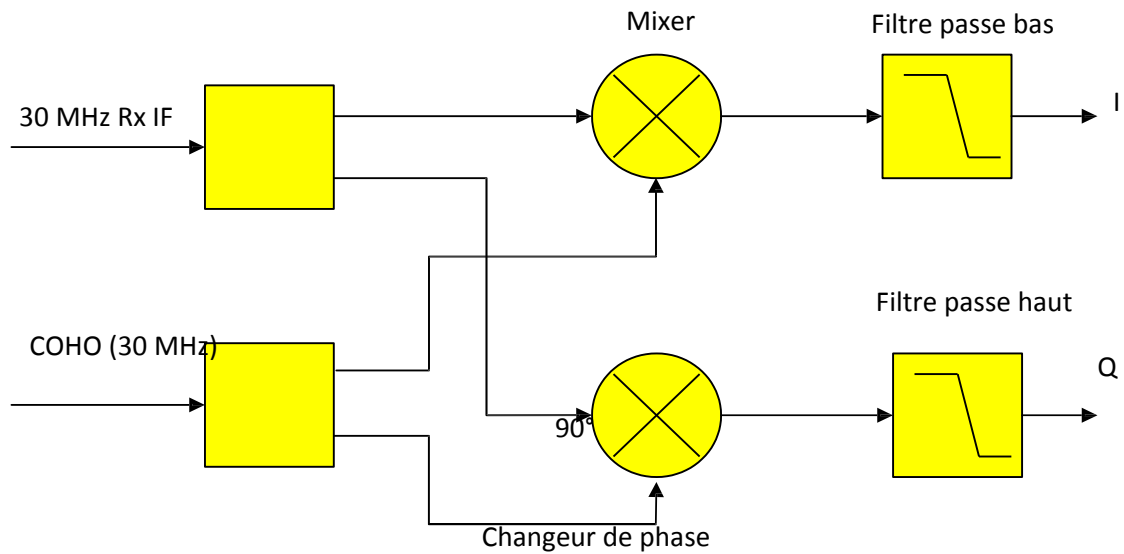 Mixer
Filtre passe bas
30 MHz Rx IF
I
Filtre passe haut
COHO (30 MHz)
Q
90°
Changeur de phase